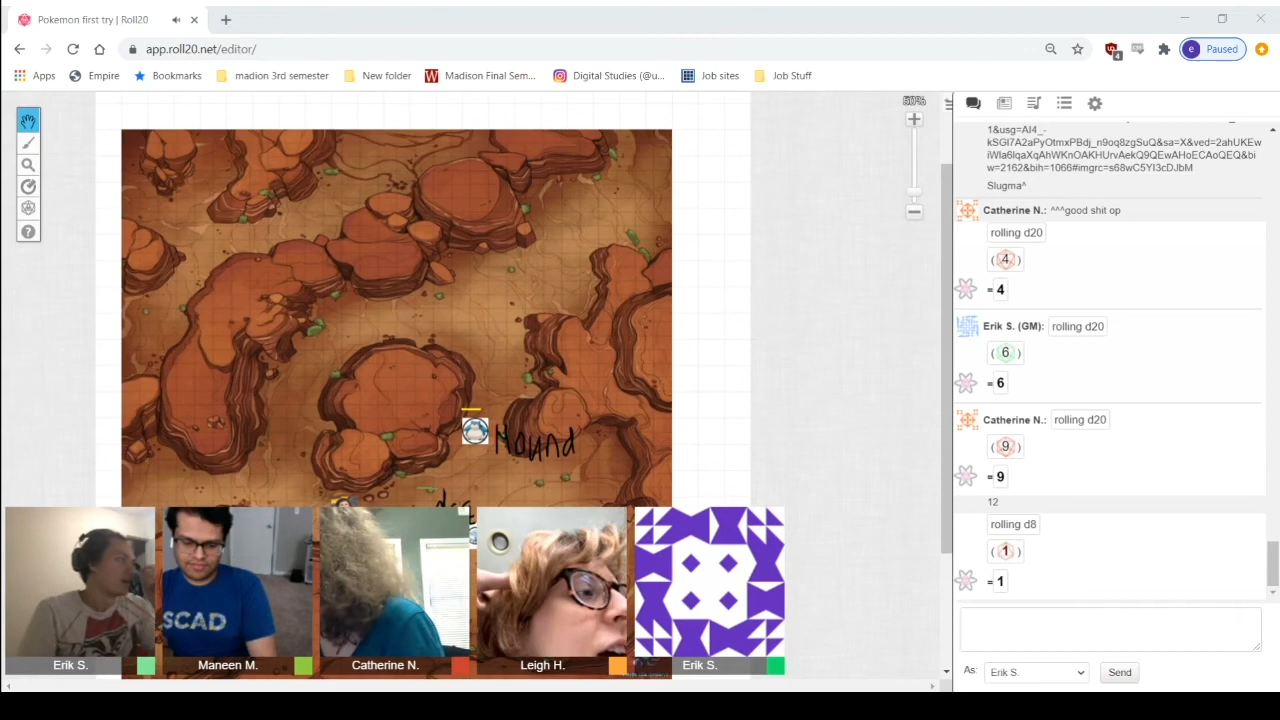 Pokemon first try | Roll20
app.roll20.net/editor/
4
e Paused
Apps Empire Bookmarks madion 3rd semester New folder Madison Final Sem... Digital Studies (@u... Job sites Job Stuff
60%
1&usg=AI4_-
kSGI7A2aPyOtmxPBdj_n9oq8zgSuQ&sa=X&ved=2ahUKEw
iWla6lqaXqAhWKnOAKHUrvAekQ9QEwAHoECAoQEQ&bi
w=2162&bih=1066#imgrc=s68wC5YI3cDJbM
Slugma^
Catherine N.: ^^^good shit op
rolling d20
(4)
= 4
Erik S. (GM): rolling d20
(6)
= 6
Catherine N.: rolling d20
(9)
= 9
12
rolling d8
(1)
= 1
Mound
SCAD
Erik S. Maneen M. Catherine N. Leigh H. Erik S.
As: Erik S. Send